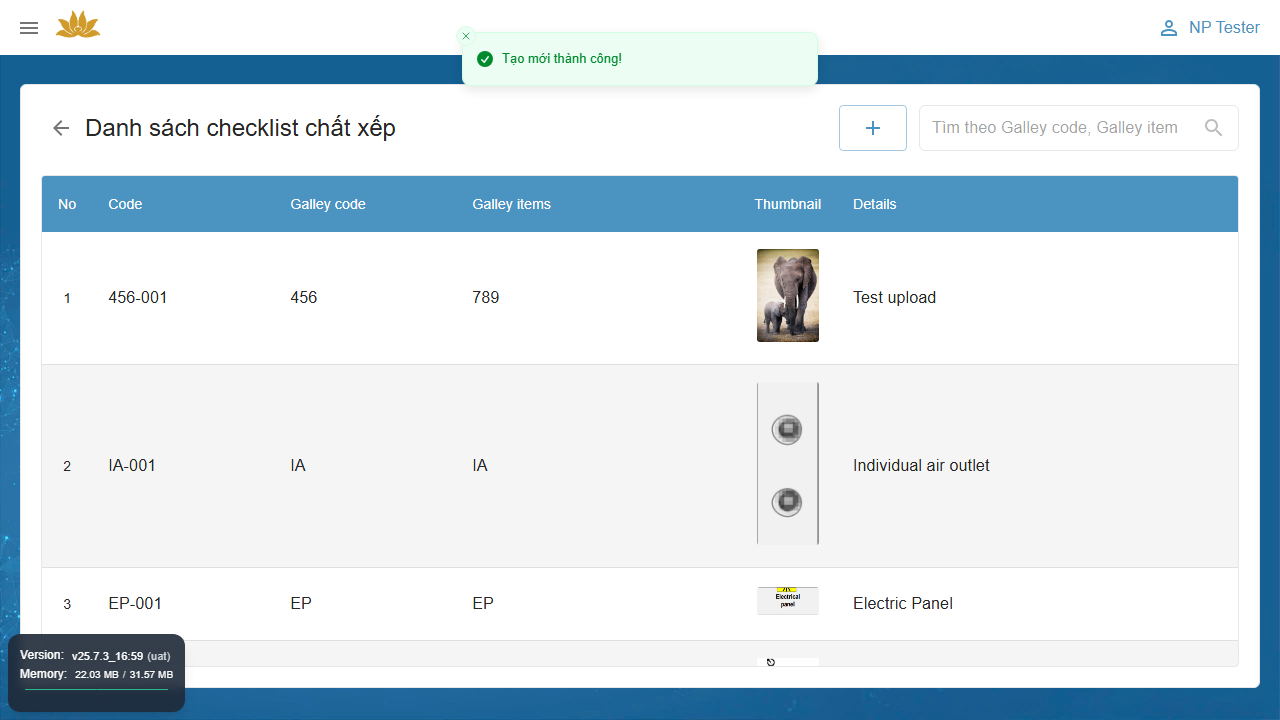 NP Tester
Tạo mới thành công!
Danh sách checklist chất xếp
Tìm theo Galley code, Galley item
No Code Galley code Galley items Thumbnail Details
1 456-001 456 789 Test upload
2 IA-001 IA IA Individual air outlet
3 EP-001 EP EP Electrical panel Electric Panel
Version: v25.7.3_16:59 (uat)
Memory: 22.03 MB / 31.57 MB